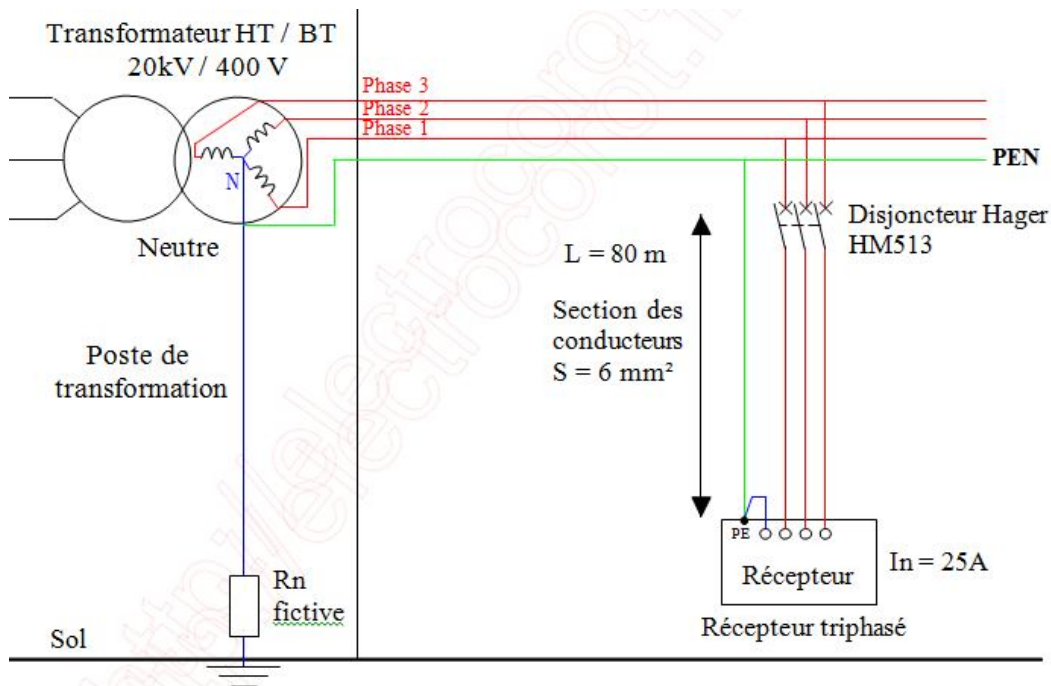 Transformateur HT / BT
20kV / 400 V
Phase 3
Phase 2
Phase 1
PEN
N
Neutre
L = 80 m
Disjoncteur Hager
HM513
Section des
conducteurs
S = 6 mm²
Poste de
transformation
PE
Récepteur
In = 25A
Récepteur triphasé
Rn
fictive
Sol